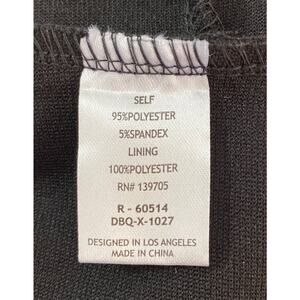 SELF
95%POLYESTER
5%SPANDEX
LINING
100%POLYESTER
RN# 139705
R - 60514
DBQ-X-1027
DESIGNED IN LOS ANGELES
MADE IN CHINA